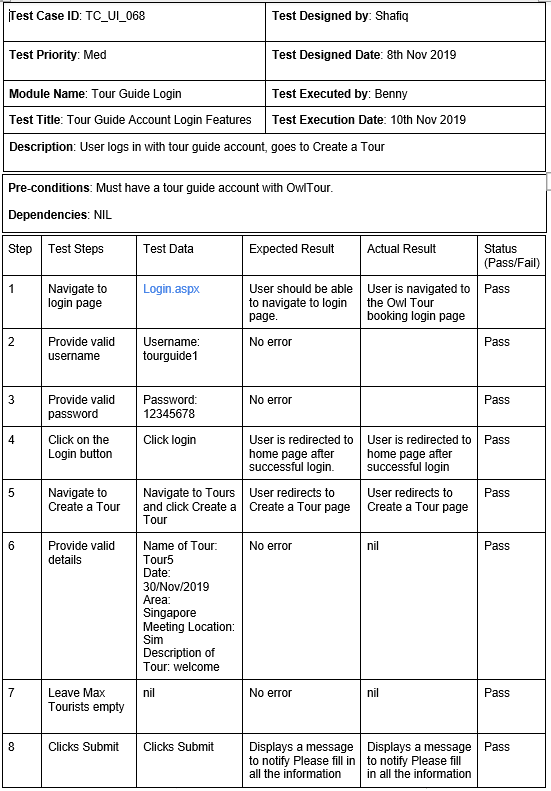 Test Case ID: TC_UI_068
Test Designed by: Shafiq
Test Priority: Med
Test Designed Date: 8th Nov 2019
Module Name: Tour Guide Login
Test Executed by: Benny
Test Title: Tour Guide Account Login Features
Test Execution Date: 10th Nov 2019
Description: User logs in with tour guide account, goes to Create a Tour
Pre-conditions: Must have a tour guide account with OwlTour.
Dependencies: NIL
Step
Test Steps
Test Data
Expected Result
Actual Result
Status
(Pass/Fail)
1
Navigate to
login page
Login.aspx
User should be able
to navigate to login
page.
User is navigated to
the Owl Tour
booking login page
Pass
2
Provide valid
username
Username:
tourguide1
No error
Pass
3
Provide valid
password
Password:
12345678
No error
Pass
4
Click on the
Login button
Click login
User is redirected to
home page after
successful login.
User is redirected to
home page after
successful login
Pass
5
Navigate to
Create a Tour
Navigate to Tours
and click Create a
Tour
User redirects to
Create a Tour page
User redirects to
Create a Tour page
Pass
6
Provide valid
details
Name of Tour:
Tour5
Date:
30/Nov/2019
Area:
Singapore
Meeting Location:
Sim
Description of
Tour: welcome
No error
nil
Pass
7
Leave Max
Tourists empty
nil
No error
nil
Pass
8
Clicks Submit
Clicks Submit
Displays a message
to notify Please fill in
all the information
Displays a message
to notify Please fill
in all the information
Pass